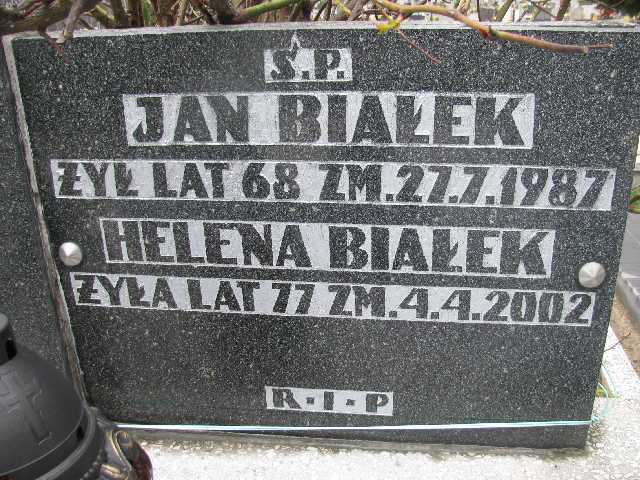 Ś.P.
JAN BIAŁEK
ŻYŁ LAT 68 ZM.27.7.1987
HELENA BIAŁEK
ŻYŁA LAT 77 ZM.4.4.2002
R·I·P